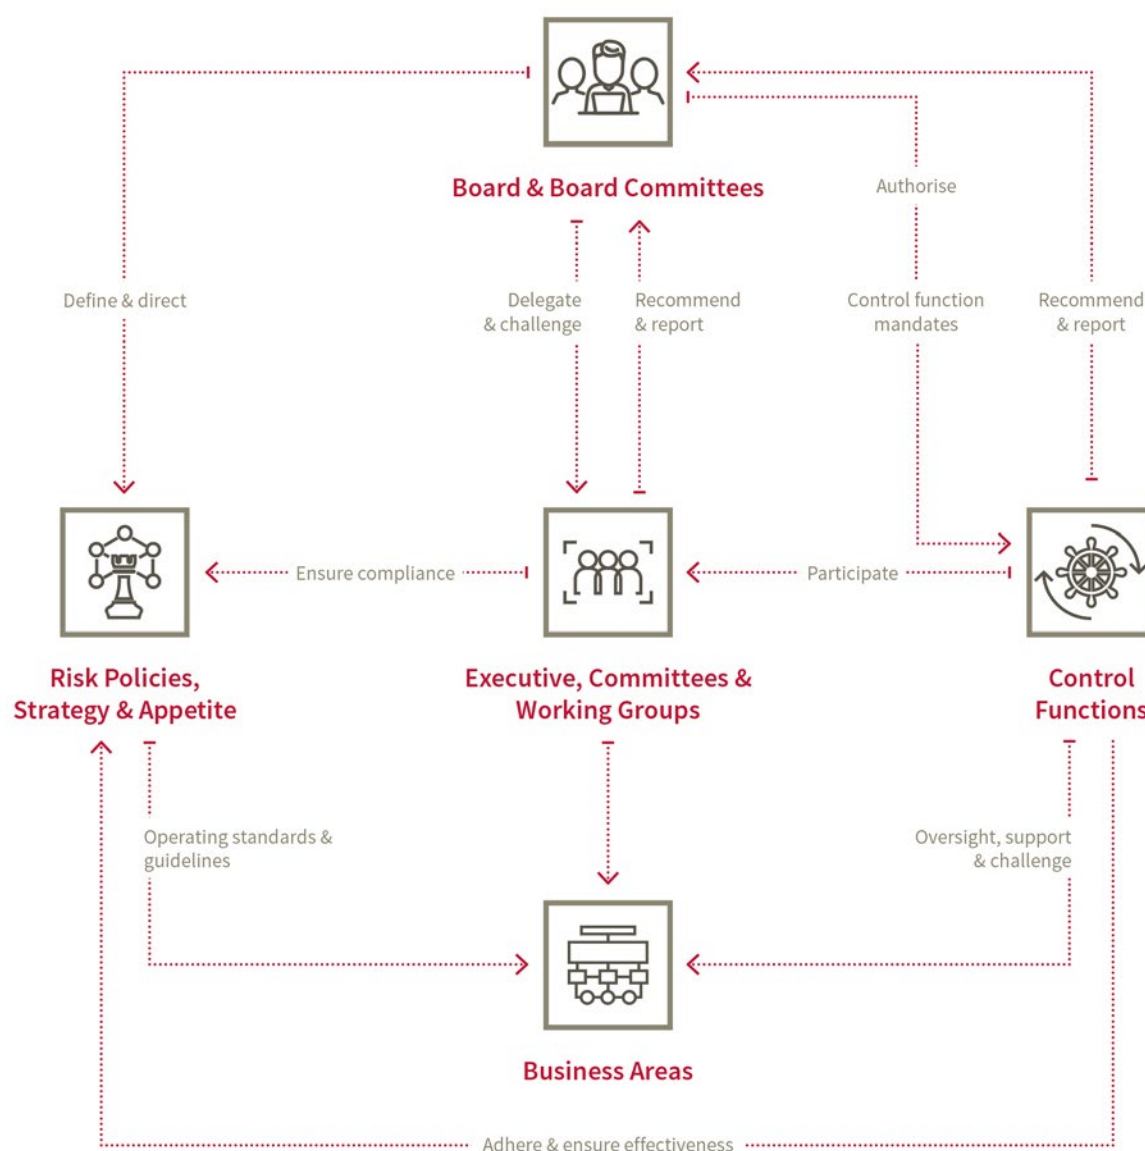 Board & Board Committees
Authorise
Define & direct
Delegate
& challenge
Recommend
& report
Control function
mandates
Recommend
& report
Ensure compliance
Participate
Risk Policies,
Strategy & Appetite
Executive, Committees &
Working Groups
Control
Functions
Operating standards &
guidelines
Oversight, support
& challenge
Business Areas
Adhere & ensure effectiveness